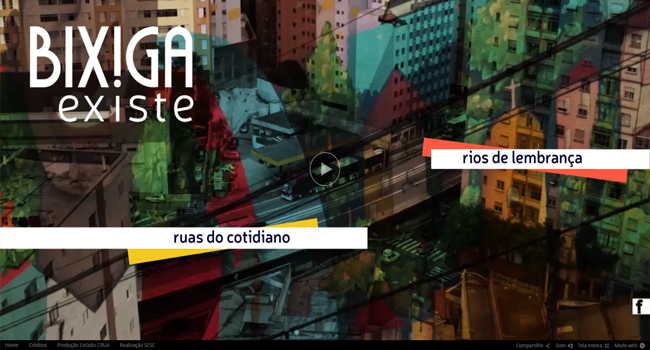 BIX!GA
existe
rios de lembrança
ruas do cotidiano
f
Home Créditos Produção Estúdio CRUA Realização SESC Compartilhe Som Tela Inteira Made with